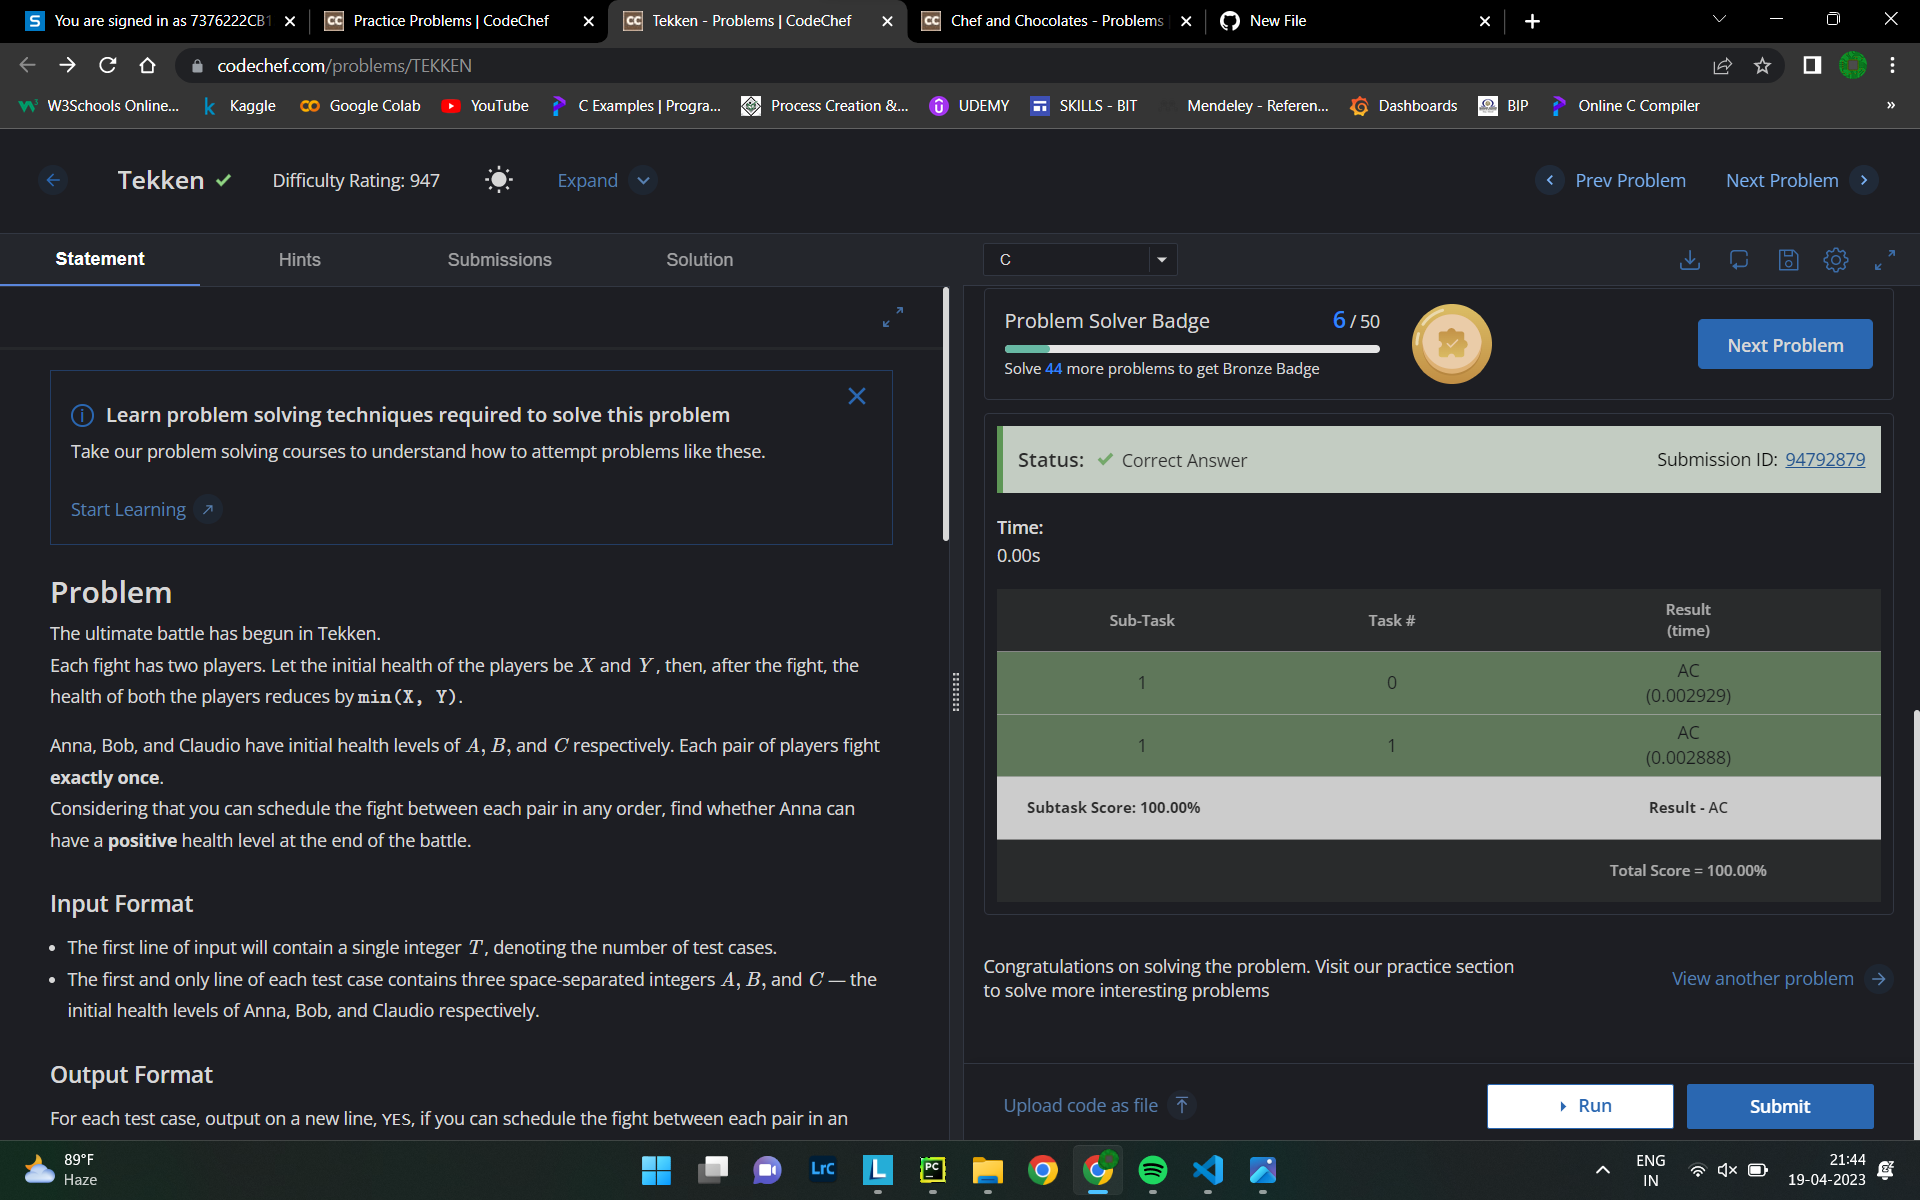 You are signed in as 7376222CB1
Practice Problems | CodeChef
Tekken - Problems | CodeChef
Chef and Chocolates - Problems
New File
codechef.com/problems/TEKKEN
W3Schools Online...
Kaggle
Google Colab
YouTube
C Examples | Progra...
Process Creation &...
UDEMY
SKILLS - BIT
Mendeley - Referen...
Dashboards
BIP
Online C Compiler
»
Tekken
Difficulty Rating: 947
Expand
Prev Problem
Next Problem
Statement
Hints
Submissions
Solution
C
Learn problem solving techniques required to solve this problem
Take our problem solving courses to understand how to attempt problems like these.
Start Learning
Problem
The ultimate battle has begun in Tekken.
Each fight has two players. Let the initial health of the players be X and Y, then, after the fight, the
health of both the players reduces by min(X, Y).
Anna, Bob, and Claudio have initial health levels of A, B, and C respectively. Each pair of players fight
exactly once.
Considering that you can schedule the fight between each pair in any order, find whether Anna can
have a positive health level at the end of the battle.
Input Format
• The first line of input will contain a single integer T, denoting the number of test cases.
• The first and only line of each test case contains three space-separated integers A, B, and C — the
initial health levels of Anna, Bob, and Claudio respectively.
Output Format
For each test case, output on a new line, YES, if you can schedule the fight between each pair in an
Problem Solver Badge
6 / 50
Solve 44 more problems to get Bronze Badge
Next Problem
Status: Correct Answer
Submission ID: 94792879
Time:
0.00s
Sub-Task
Task #
Result
(time)
1
0
AC
(0.002929)
1
1
AC
(0.002888)
Subtask Score: 100.00%
Result - AC
Total Score = 100.00%
Congratulations on solving the problem. Visit our practice section
to solve more interesting problems
View another problem
Upload code as file
Run
Submit
89°F
Haze
LrC
L
PC
ENG
IN
21:44
19-04-2023